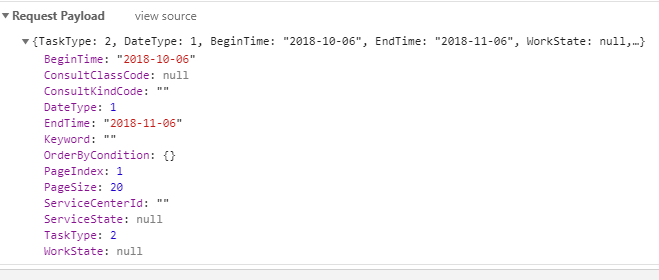 ▼Request Payload view source
▼{TaskType: 2, DateType: 1, BeginTime: "2018-10-06", EndTime: "2018-11-06", WorkState: null,…}
BeginTime: "2018-10-06"
ConsultClassCode: null
ConsultKindCode: ""
DateType: 1
EndTime: "2018-11-06"
Keyword: ""
OrderByCondition: {}
PageIndex: 1
PageSize: 20
ServiceCenterId: ""
ServiceState: null
TaskType: 2
WorkState: null